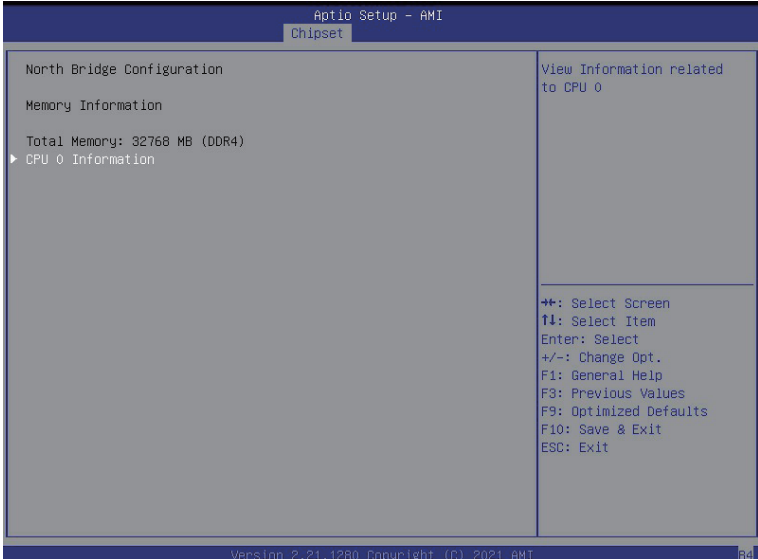 Aptio Setup - AMI
Chipset
North Bridge Configuration
Memory Information
Total Memory: 32768 MB (DDR4)
▶ CPU 0 Information
View Information related
to CPU 0
→←: Select Screen
↑↓: Select Item
Enter: Select
+/-: Change Opt.
F1: General Help
F3: Previous Values
F9: Optimized Defaults
F10: Save & Exit
ESC: Exit
Version 2.21.1280 Copyright (C) 2021 AMI
B4